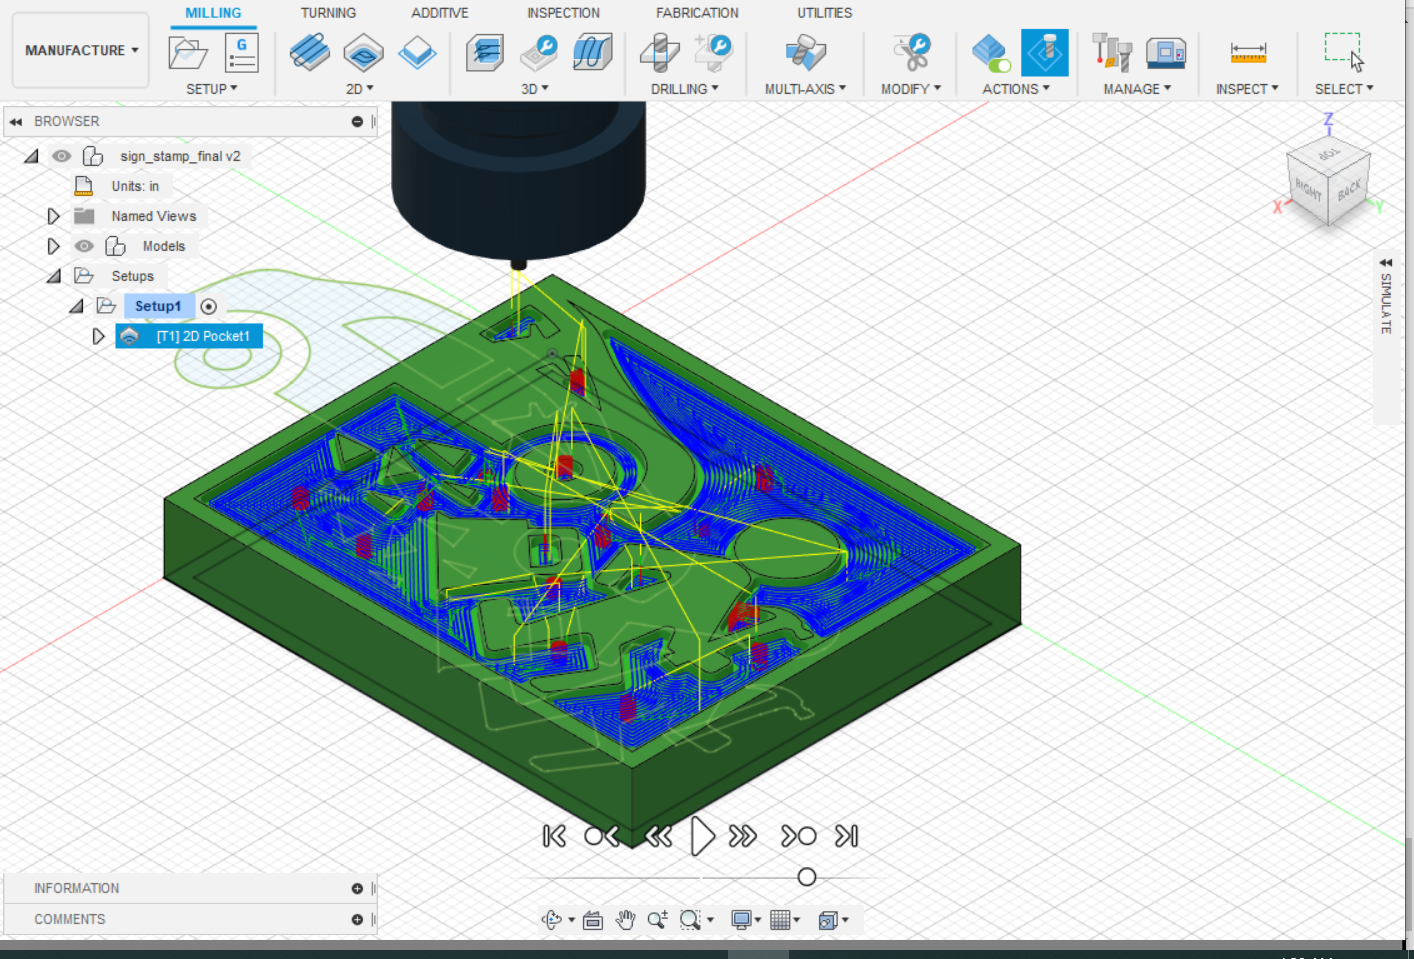 MILLING TURNING ADDITIVE INSPECTION FABRICATION UTILITIES
MANUFACTURE
G
SETUP 2D 3D DRILLING MULTI-AXIS MODIFY ACTIONS MANAGE INSPECT SELECT
BROWSER
sign_stamp_final v2
Units: in
Named Views
Models
Setups
Setup1
[T1] 2D Pocket1
Z
TOP
RIGHT
BACK
X
Y
SIMULATE
INFORMATION
COMMENTS